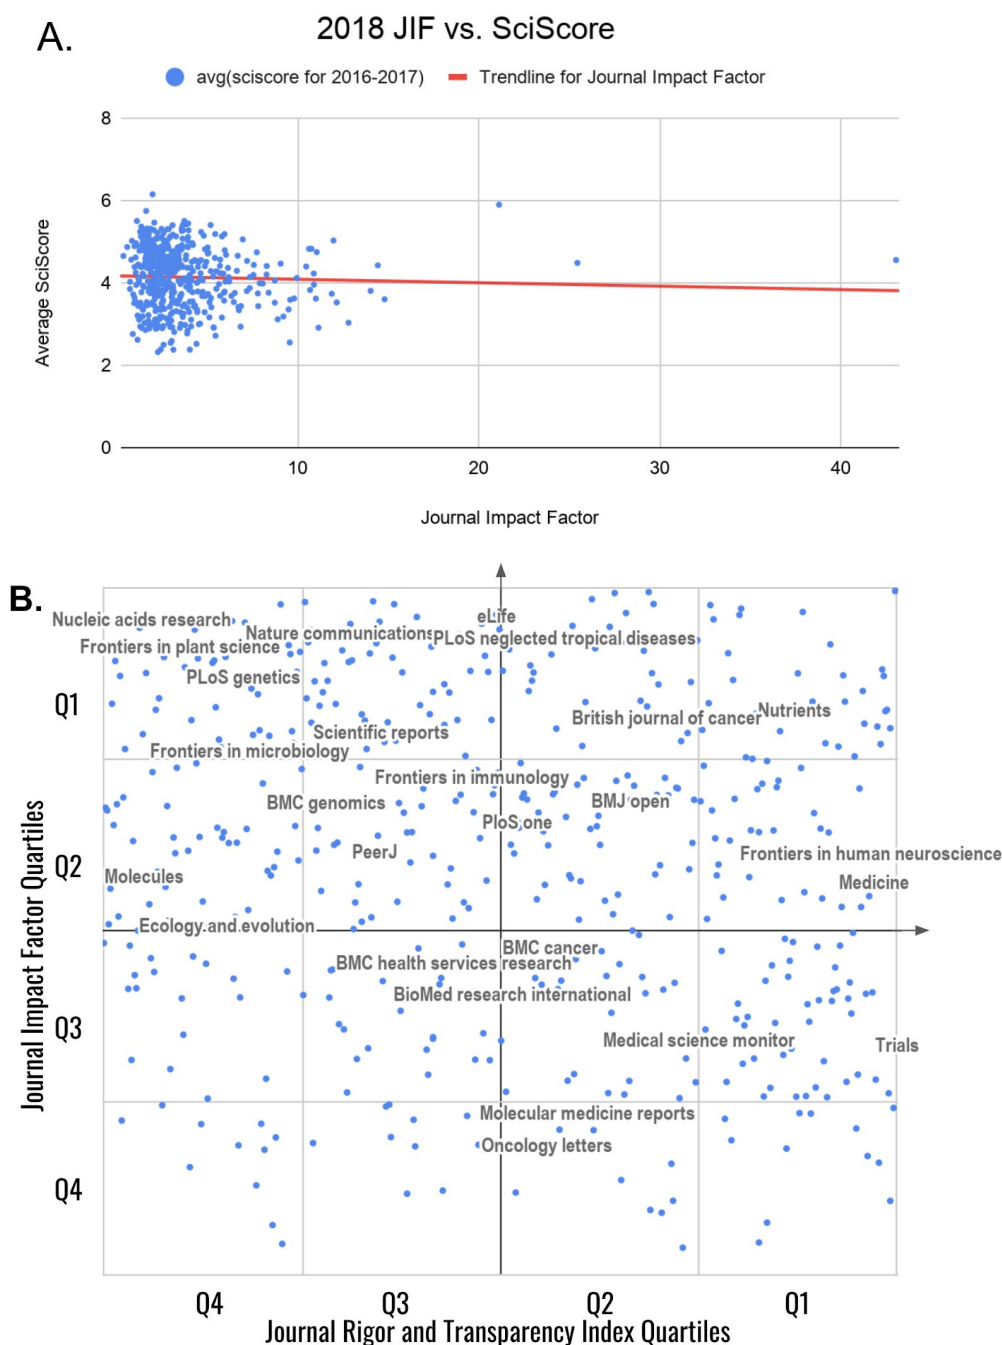 A.
2018 JIF vs. SciScore
avg(sciscore for 2016-2017)
Trendline for Journal Impact Factor
8
6
4
2
0
Average SciScore
10
20
30
40
Journal Impact Factor
B.
Nucleic acids research
eLife
Nature communications
PLoS neglected tropical diseases
Frontiers in plant science
PLoS genetics
Q1
British journal of cancer
Nutrients
Scientific reports
Frontiers in microbiology
Frontiers in immunology
BMC genomics
BMJ open
PloS one
PeerJ
Frontiers in human neuroscience
Q2
Molecules
Medicine
Ecology and evolution
BMC cancer
BMC health services research
BioMed research international
Q3
Medical science monitor
Trials
Molecular medicine reports
Oncology letters
Q4
Journal Impact Factor Quartiles
Q4
Q3
Q2
Q1
Journal Rigor and Transparency Index Quartiles